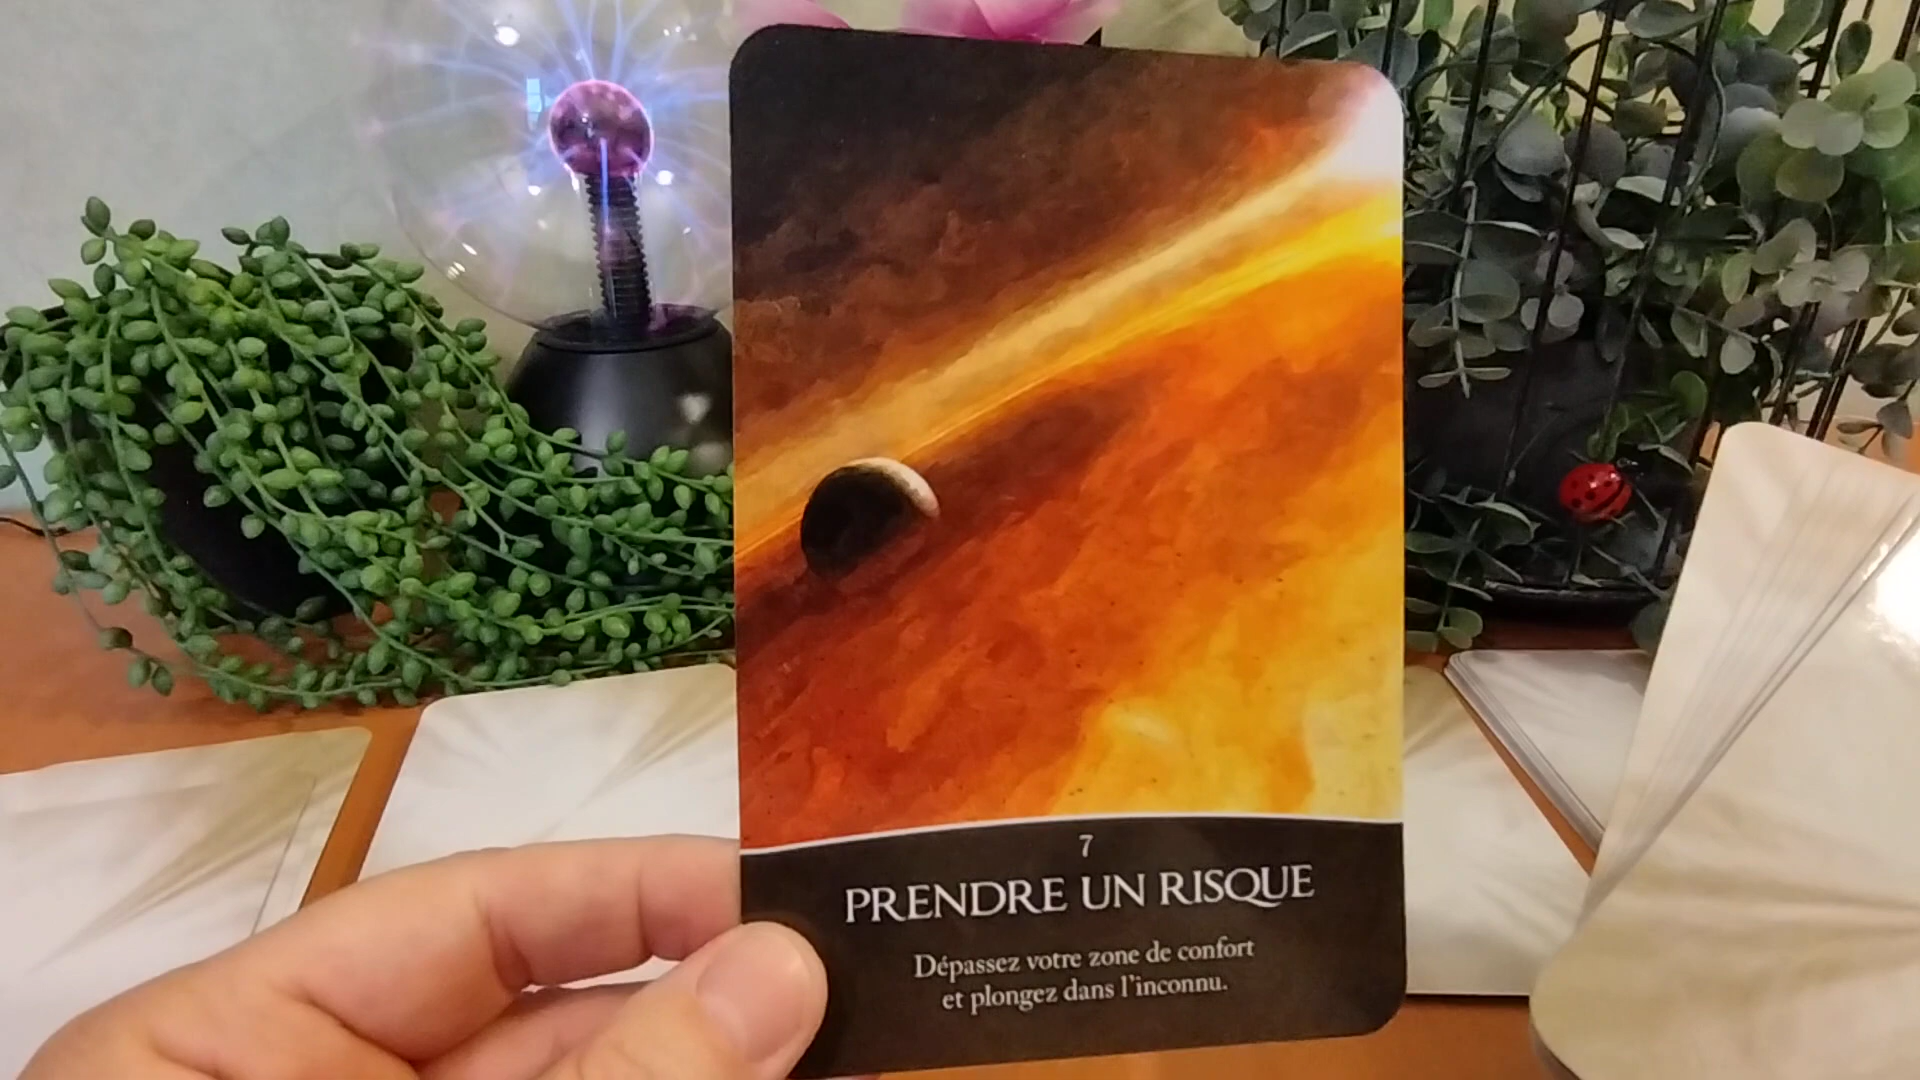 7
PRENDRE UN RISQUE
Dépassez votre zone de confort
et plongez dans l'inconnu.